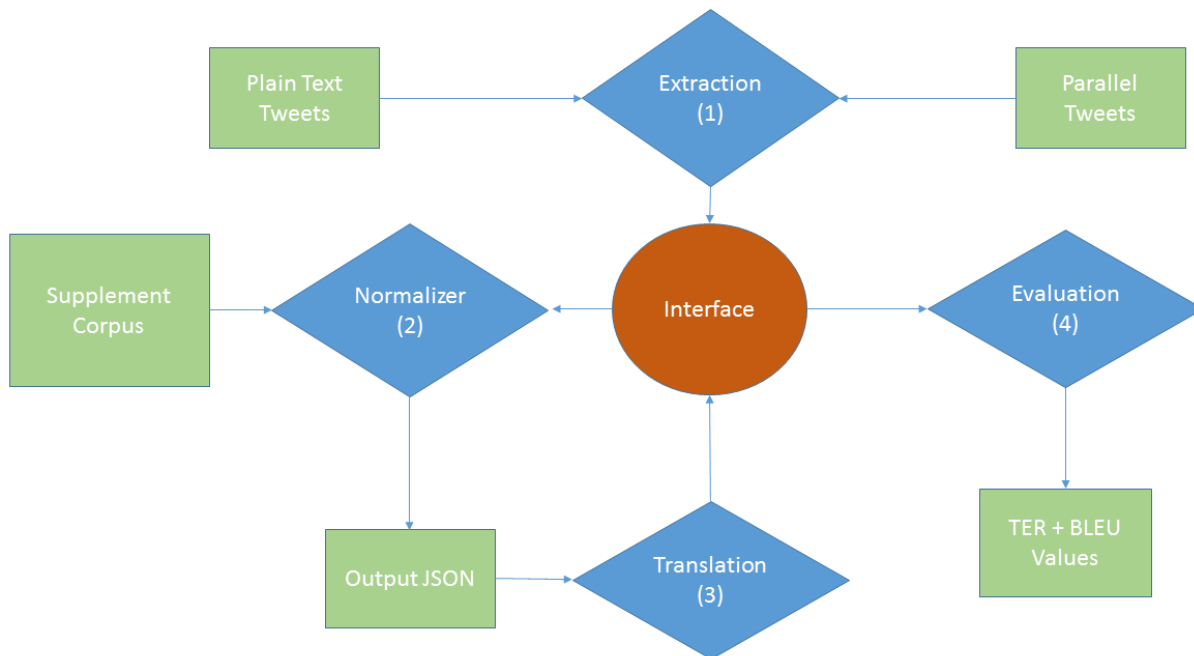 Plain Text
Tweets
Extraction
(1)
Parallel
Tweets
Supplement
Corpus
Normalizer
(2)
Interface
Evaluation
(4)
Output JSON
Translation
(3)
TER + BLEU
Values